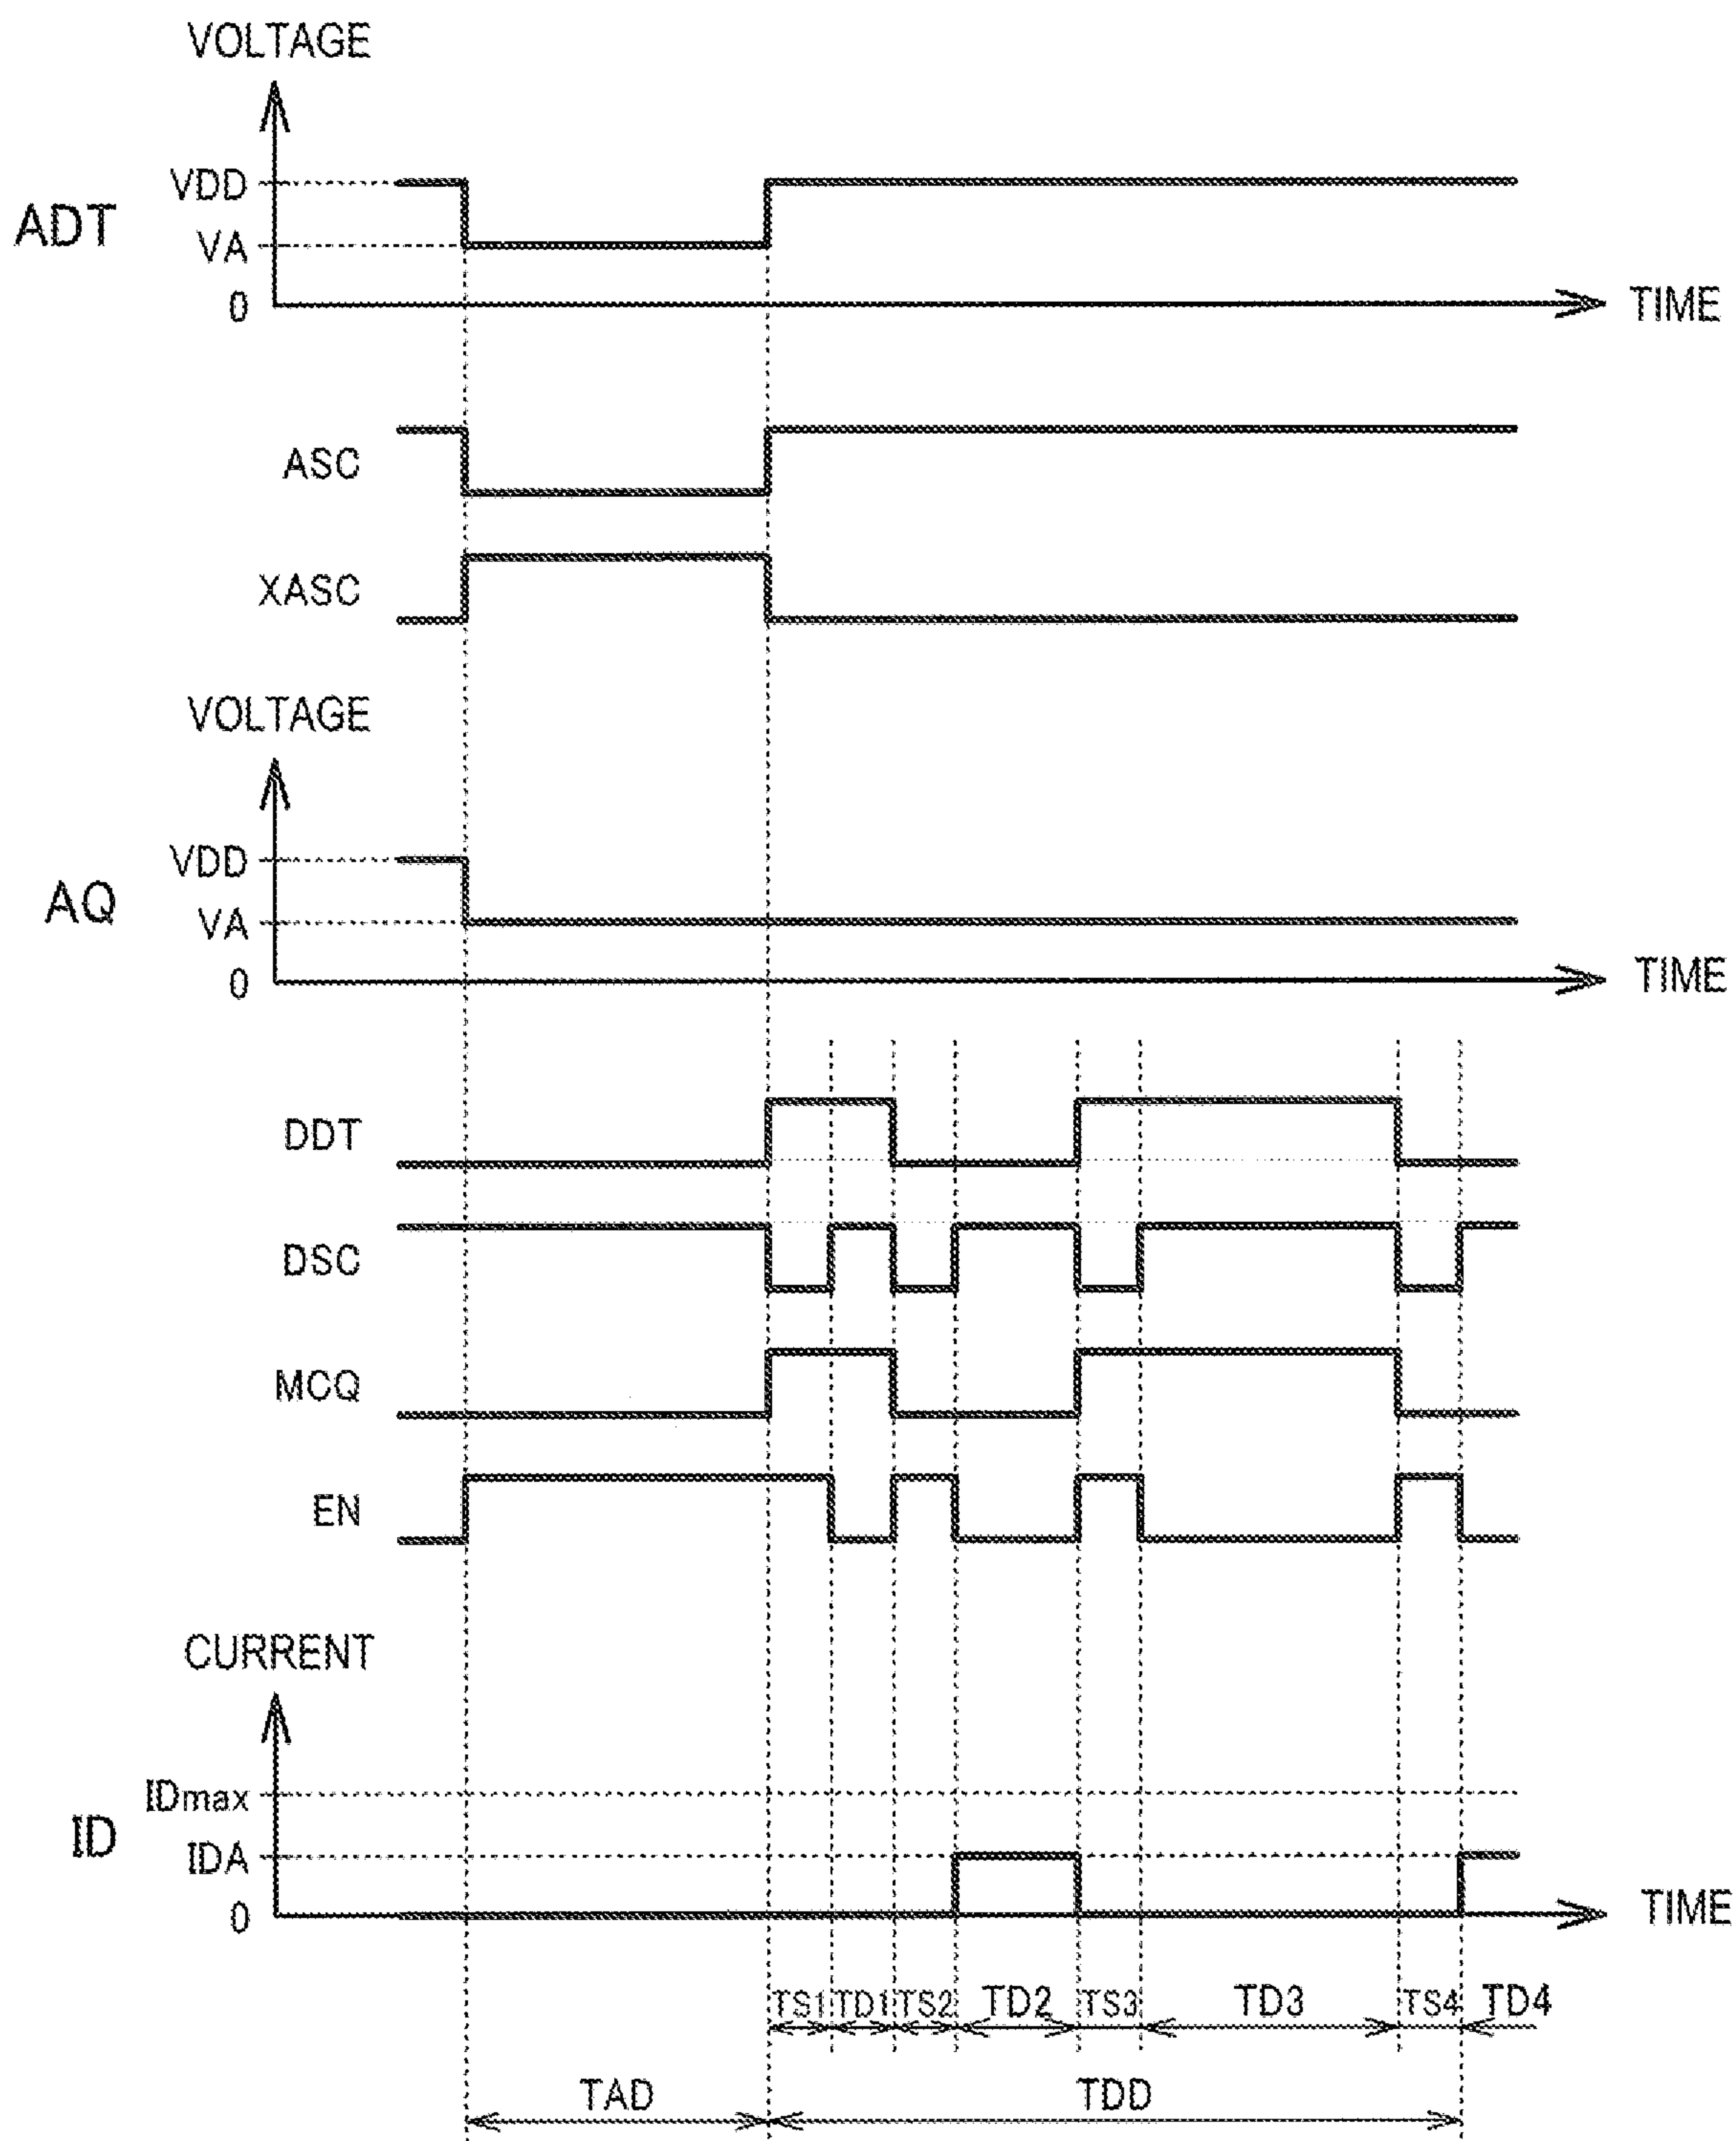 VOLTAGE
VDD
ADT
VA
0
TIME
ASC
XASC
VOLTAGE
VDD
AQ
VA
0
TIME
DDT
DSC
MCQ
EN
CURRENT
IDmax
ID
IDA
0
TIME
TS1 TD1 TS2 TD2 TS3 TD3 TS4 TD4
TAD TDD